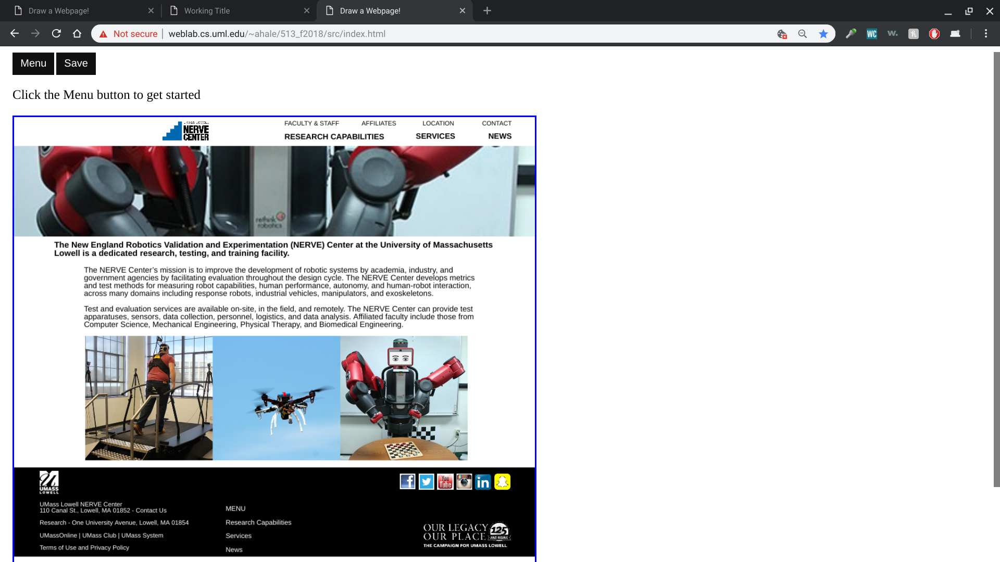 Draw a Webpage!
Working Title
Draw a Webpage!
Not secure
weblab.cs.uml.edu/~ahale/513_f2018/src/index.html
WC
w.
Menu
Save
Click the Menu button to get started
NERVE
CENTER
FACULTY & STAFF
AFFILIATES
LOCATION
CONTACT
RESEARCH CAPABILITIES
SERVICES
NEWS
rethink
robotics
The New England Robotics Validation and Experimentation (NERVE) Center at the University of Massachusetts
Lowell is a dedicated research, testing, and training facility.
The NERVE Center’s mission is to improve the development of robotic systems by academia, industry, and
government agencies by facilitating evaluation throughout the design cycle. The NERVE Center develops metrics
and test methods for measuring robot capabilities, human performance, autonomy, and human-robot interaction,
across many domains including response robots, industrial vehicles, manipulators, and exoskeletons.
Test and evaluation services are available on-site, in the field, and remotely. The NERVE Center can provide test
apparatuses, sensors, data collection, personnel, logistics, and data analysis. Affiliated faculty include those from
Computer Science, Mechanical Engineering, Physical Therapy, and Biomedical Engineering.
UMASS
LOWELL
You
Tube
in
UMass Lowell NERVE Center
110 Canal St., Lowell, MA 01852 - Contact Us
Research - One University Avenue, Lowell, MA 01854
UMassOnline | UMass Club | UMass System
Terms of Use and Privacy Policy
MENU
Research Capabilities
Services
News
OUR LEGACY
OUR PLACE
125
AND RISING
THE CAMPAIGN FOR UMASS LOWELL